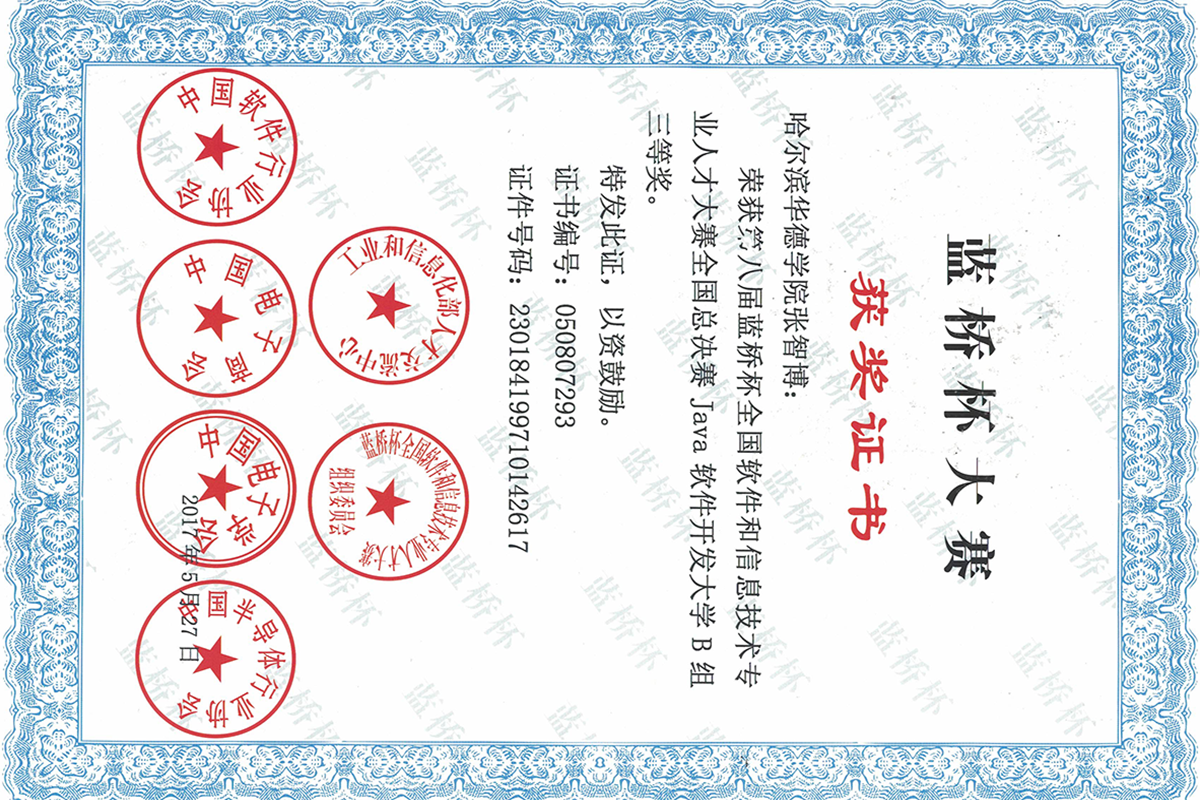 蓝桥杯大赛
获奖证书
哈尔滨华德学院张智博：
荣获第八届蓝桥杯全国软件和信息技术专
业人才大赛全国总决赛 Java 软件开发大学 B 组
三等奖。
特发此证，以资鼓励。
证书编号：050807293
证件号码：230184199710142617
工业和信息化部人才交流中心
蓝桥杯全国软件和信息技术专业人才大赛
组织委员会
中国软件行业协会
中国电子商会
中国电子学会
中国半导体行业协会
2017 年 5 月 27 日
蓝桥杯